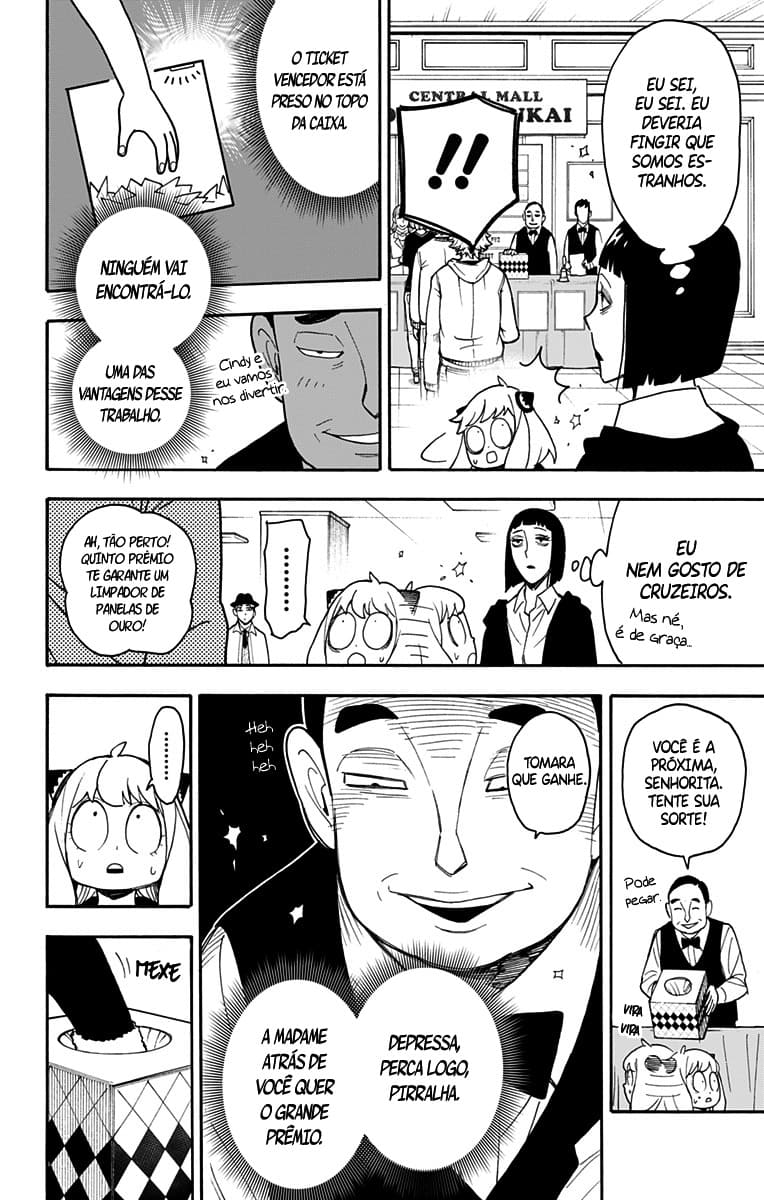 EU SEI,
EU SEI. EU
DEVERIA
FINGIR QUE
SOMOS ES-
TRANHOS.
CENTRAL MALL
NKAI
!!
O TICKET
VENCEDOR ESTÁ
PRESO NO TOPO
DA CAIXA.
NINGUÉM VAI
ENCONTRÁ-LO.
UMA DAS
VANTAGENS DESSE
TRABALHO.
Cindy e
eu vamos
nos divertir.
EU
NEM GOSTO DE
CRUZEIROS.
Mas né,
é de Graça...
........
AH, TÃO PERTO!
QUINTO PRÊMIO
TE GARANTE UM
LIMPADOR DE
PANELAS DE
OURO!
VOCÊ É A
PRÓXIMA,
SENHORITA.
TENTE SUA
SORTE!
Pode
pegar.
VIRA
VIRA
TOMARA
QUE GANHE.
Heh
heh
heh
DEPRESSA,
PERCA LOGO,
PIRRALHA.
A MADAME
ATRÁS DE
VOCÊ QUER
O GRANDE
PRÊMIO.
........
MEXE